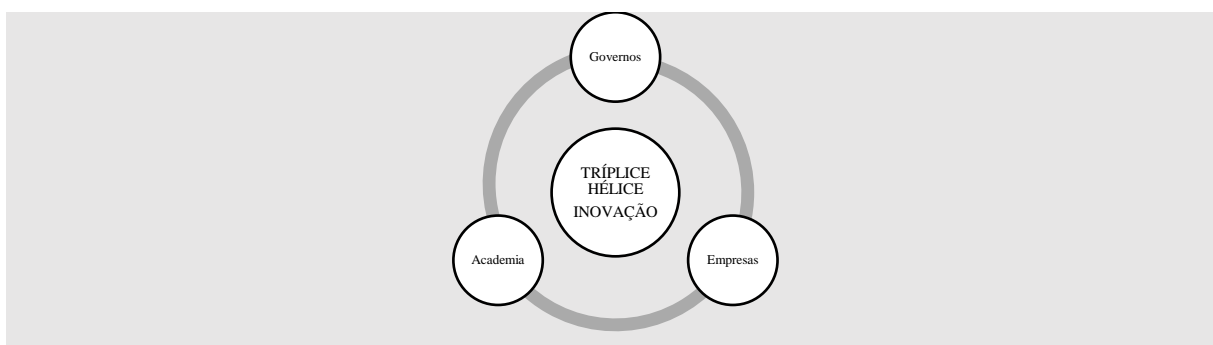 Governos
TRÍPLICE
HÉLICE
INOVAÇÃO
Academia
Empresas